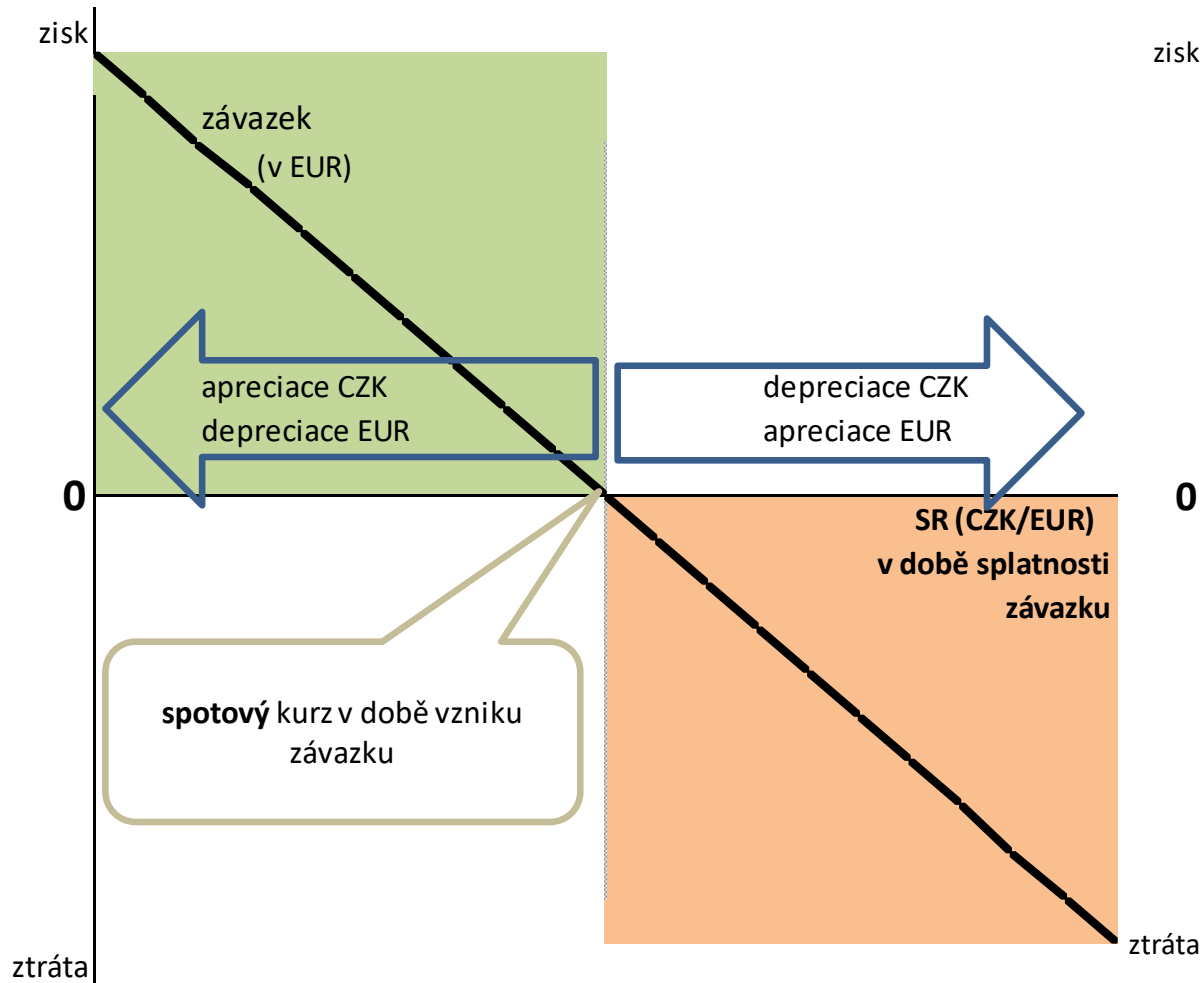 zisk
zisk
závazek
(v EUR)
apreciace CZK
depreciace EUR
depreciace CZK
apreciace EUR
0
0
SR (CZK/EUR)
v době splatnosti
závazku
spotový kurz v době vzniku
závazku
ztráta
ztráta